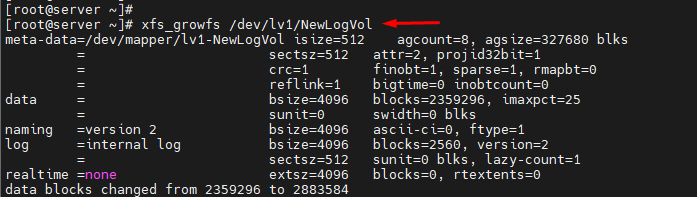 [root@server ~]#
[root@server ~]# xfs_growfs /dev/lv1/NewLogVol
meta-data=/dev/mapper/lv1-NewLogVol isize=512    agcount=8, agsize=327680 blks
         =                       sectsz=512   attr=2, projid32bit=1
         =                       crc=1        finobt=1, sparse=1, rmapbt=0
         =                       reflink=1    bigtime=0 inobtcount=0
data     =                       bsize=4096   blocks=2359296, imaxpct=25
         =                       sunit=0      swidth=0 blks
naming   =version 2              bsize=4096   ascii-ci=0, ftype=1
log      =internal log           bsize=4096   blocks=2560, version=2
         =                       sectsz=512   sunit=0 blks, lazy-count=1
realtime =none                   extsz=4096   blocks=0, rtextents=0
data blocks changed from 2359296 to 2883584